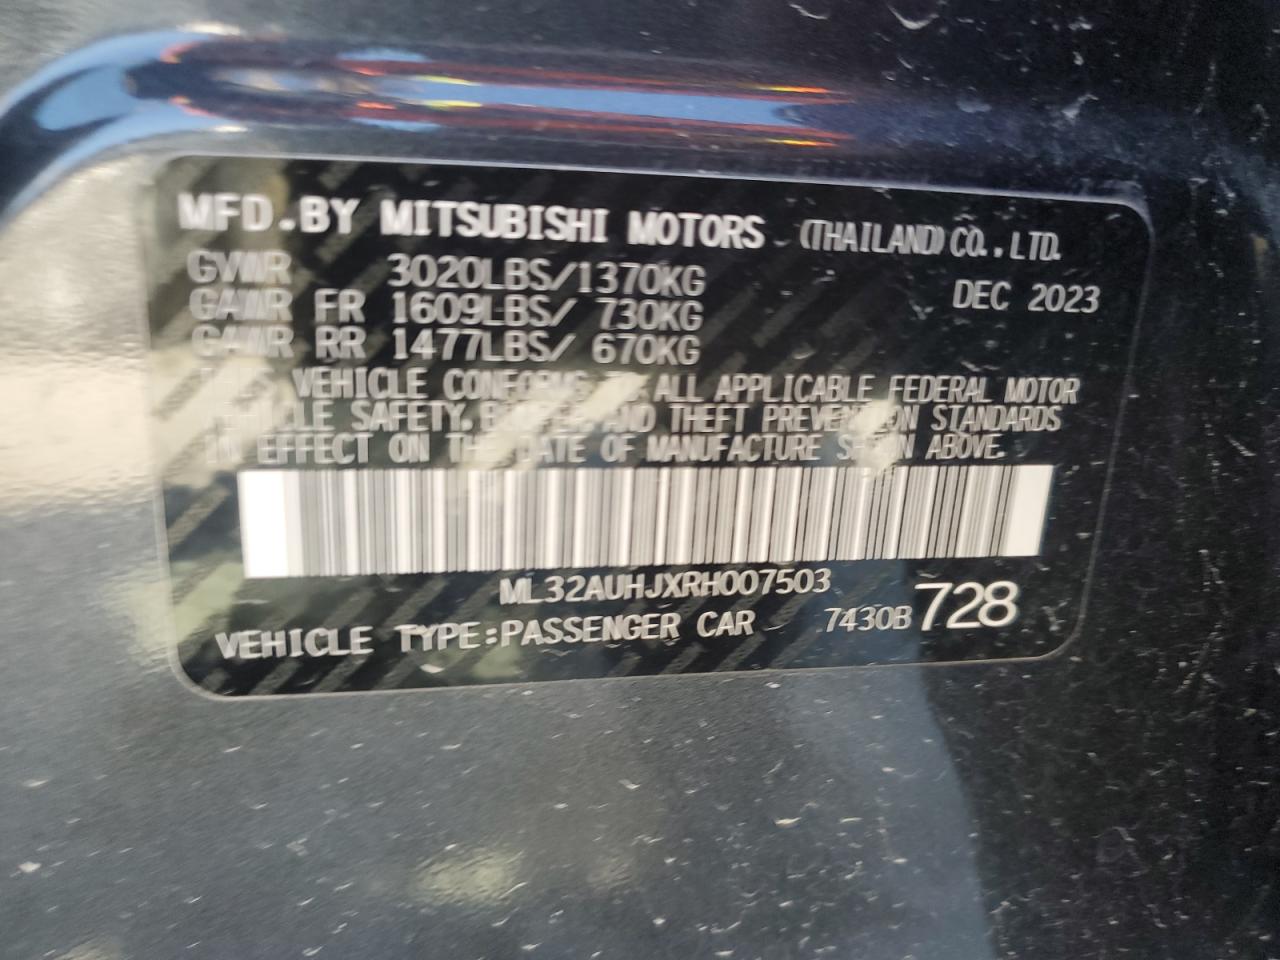 MFD.BY MITSUBISHI MOTORS (THAILAND) CO.,LTD.
GVWR 3020LBS/1370KG DEC 2023
GAWR FR 1609LBS/ 730KG
GAWR RR 1477LBS/ 670KG
THIS VEHICLE CONFORMS TO ALL APPLICABLE FEDERAL MOTOR
VEHICLE SAFETY, BUMPER, AND THEFT PREVENTION STANDARDS
IN EFFECT ON THE DATE OF MANUFACTURE SHOWN ABOVE.
ML32AUHJXRH007503
VEHICLE TYPE:PASSENGER CAR 7430B 728